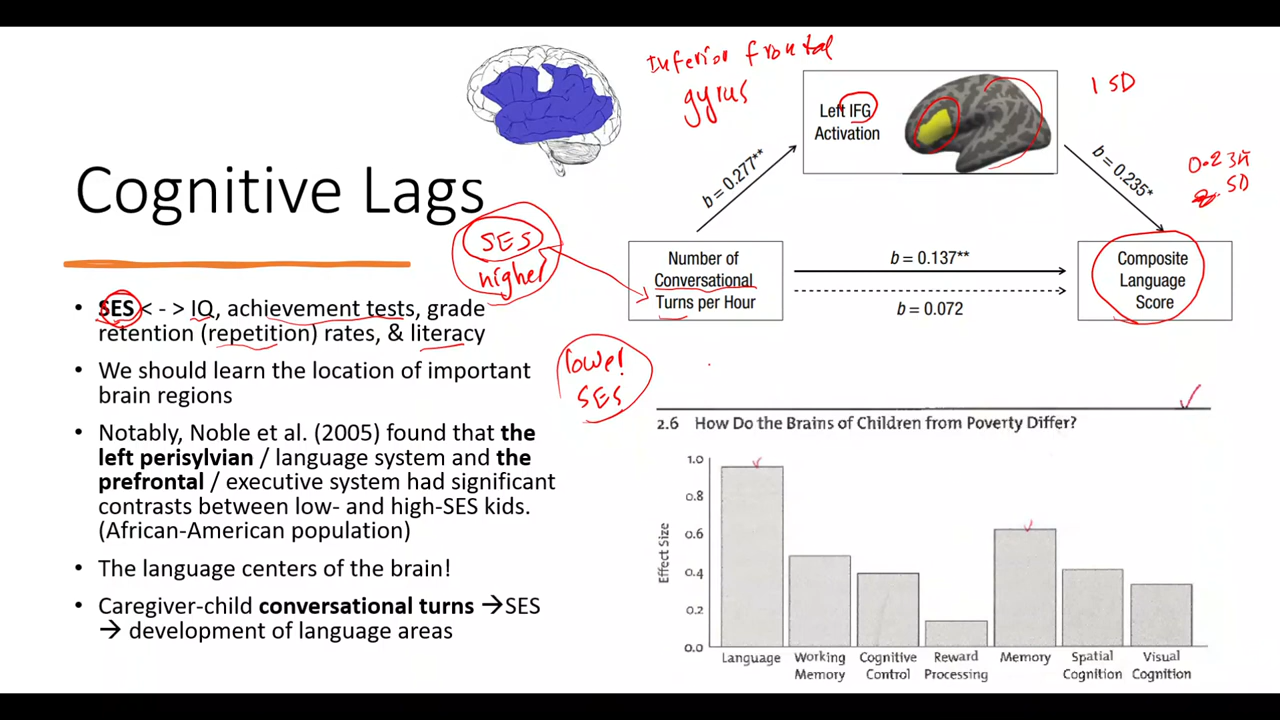 Cognitive Lags
• SES < - > IQ, achievement tests, grade
retention (repetition) rates, & literacy
• We should learn the location of important
brain regions
• Notably, Noble et al. (2005) found that the
left perisylvian / language system and the
prefrontal / executive system had significant
contrasts between low- and high-SES kids.
(African-American population)
• The language centers of the brain!
• Caregiver-child conversational turns →SES
→ development of language areas
SES
higher
lower
SES
Inferior frontal
gyrus
Left IFG
Activation
1 SD
b = 0.277**
b = 0.235*
SD
Number of
Conversational
Turns per Hour
b = 0.137**
b = 0.072
Composite
Language
Score
2.6 How Do the Brains of Children from Poverty Differ?
Effect Size
1.0
0.8
0.6
0.4
0.2
0.0
Language
Working
Memory
Cognitive
Control
Reward
Processing
Memory
Spatial
Cognition
Visual
Cognition